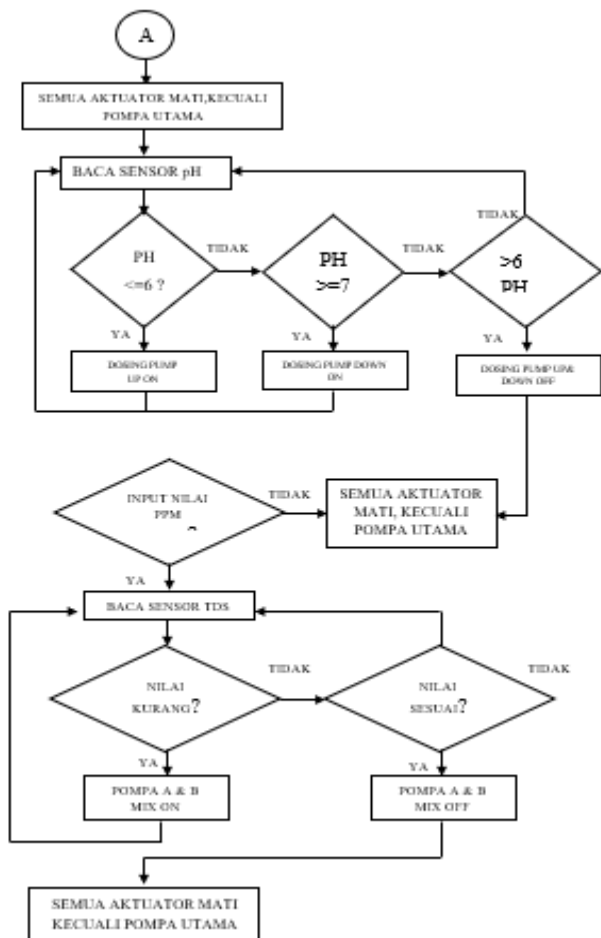 A
SEMUA AKTUATOR MATI,KECUALI
POMPA UTAMA
BACA SENSOR pH
TIDAK
PH
<=6 ?
TIDAK
PH
>=7
TIDAK
>6
PH
YA
YA
YA
DOSING PUMP
UP ON
DOSING PUMP DOWN
ON
DOSING PUMP UP&
DOWN OFF
INPUT NILAI
PPM
TIDAK
SEMUA AKTUATOR
MATI, KECUALI
POMPA UTAMA
YA
BACA SENSOR TDS
NILAI
KURANG?
TIDAK
NILAI
SESUAI?
TIDAK
YA
YA
POMPA A & B
MIX ON
POMPA A & B
MIX OFF
SEMUA AKTUATOR MATI
KECUALI POMPA UTAMA